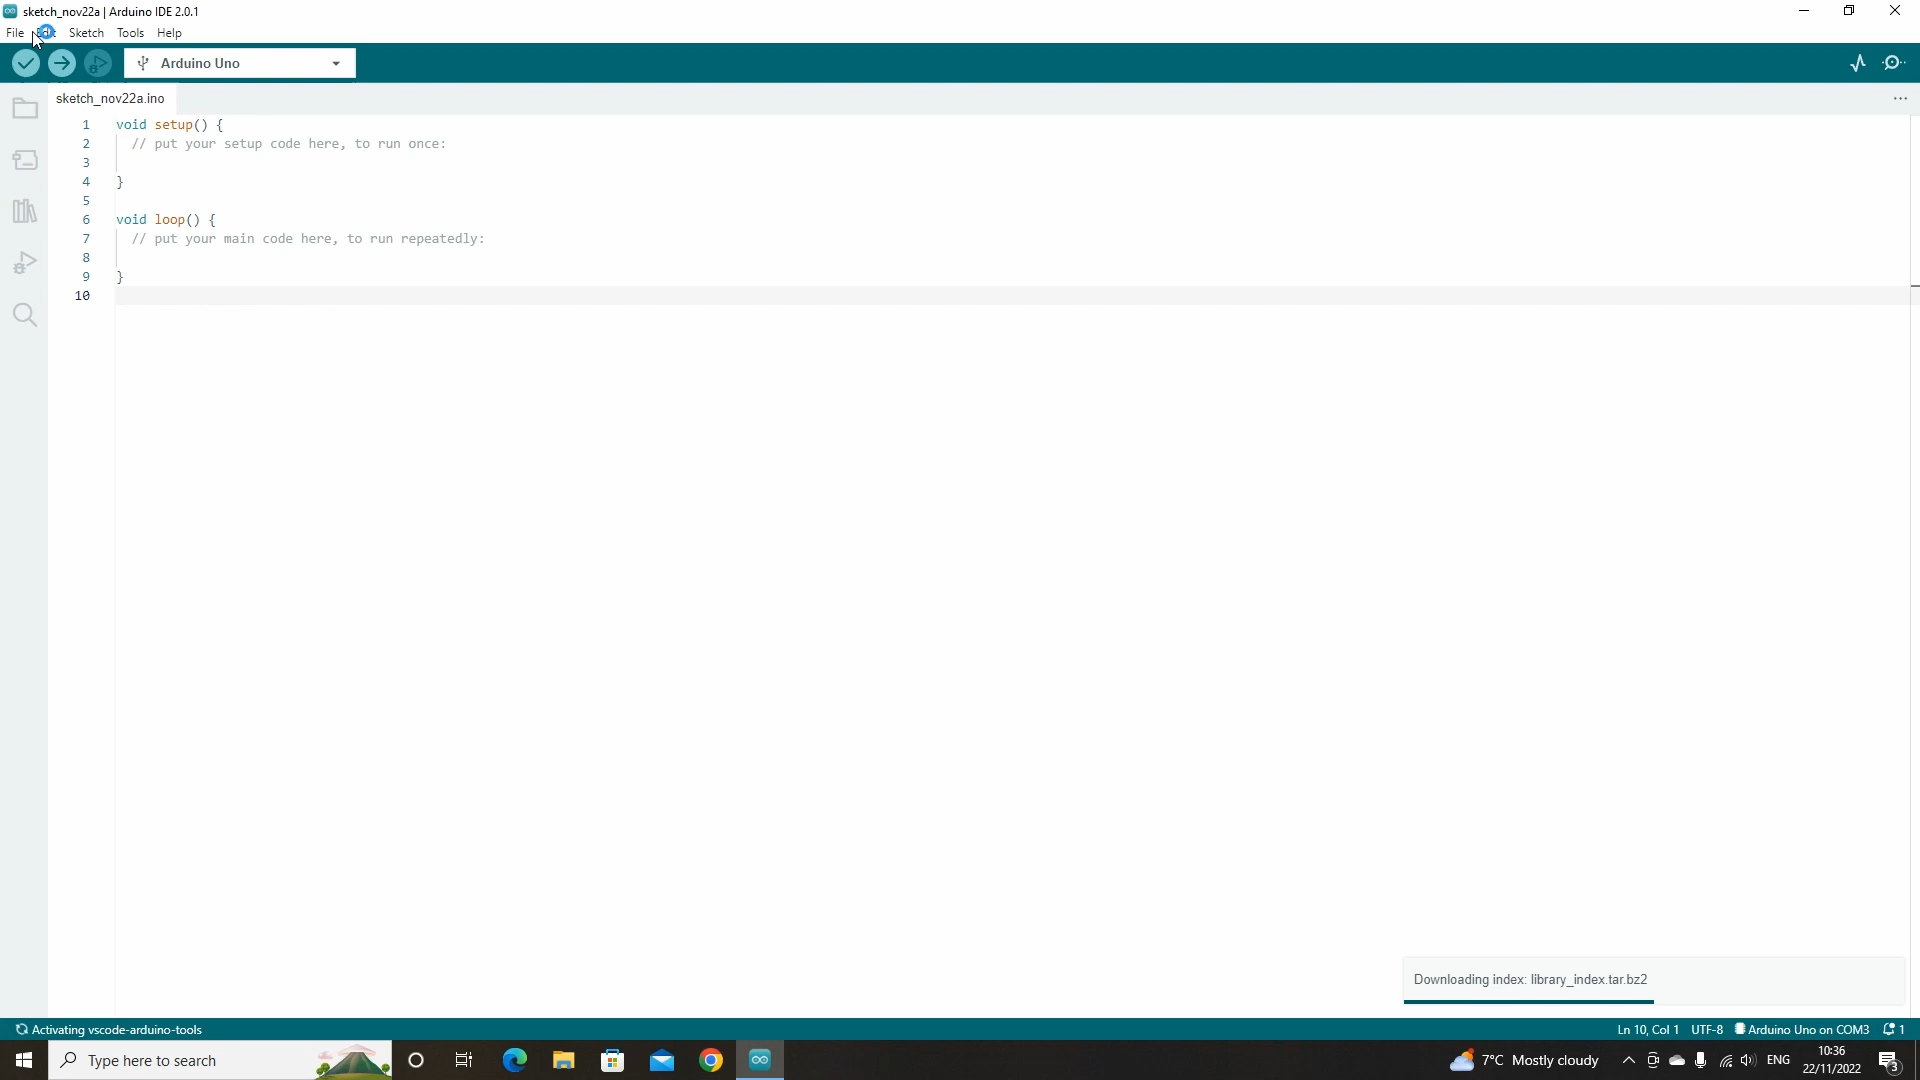 sketch_nov22a | Arduino IDE 2.0.1
File Edit Sketch Tools Help
Arduino Uno
sketch_nov22a.ino
1 void setup() {
2 // put your setup code here, to run once:
3
4 }
5
6 void loop() {
7 // put your main code here, to run repeatedly:
8
9 }
10
Downloading index: library_index.tar.bz2
Activating vscode-arduino-tools
Ln 10, Col 1 UTF-8 Arduino Uno on COM3 1
Type here to search
7°C Mostly cloudy
ENG
10:36
22/11/2022
3